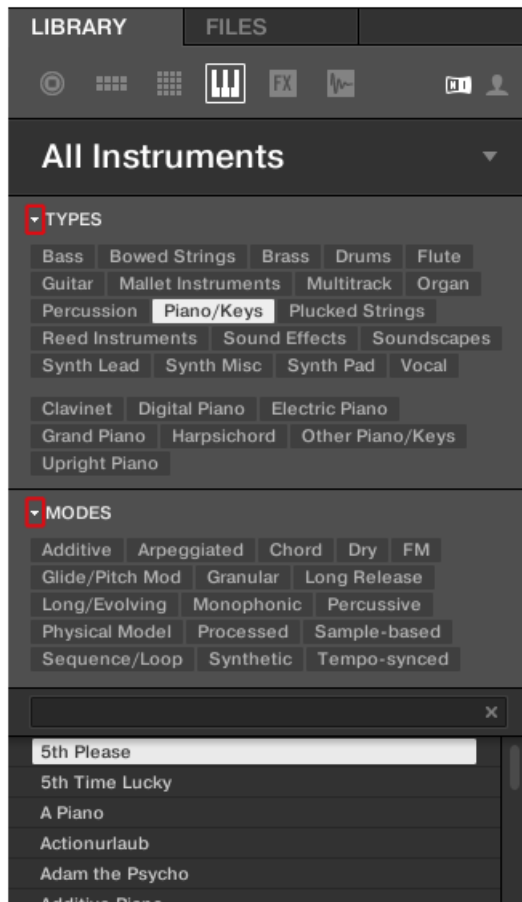 LIBRARY FILES
FX NI
All Instruments
TYPES
Bass Bowed Strings Brass Drums Flute
Guitar Mallet Instruments Multitrack Organ
Percussion Piano/Keys Plucked Strings
Reed Instruments Sound Effects Soundscapes
Synth Lead Synth Misc Synth Pad Vocal
Clavinet Digital Piano Electric Piano
Grand Piano Harpsichord Other Piano/Keys
Upright Piano
MODES
Additive Arpeggiated Chord Dry FM
Glide/Pitch Mod Granular Long Release
Long/Evolving Monophonic Percussive
Physical Model Processed Sample-based
Sequence/Loop Synthetic Tempo-synced
5th Please
5th Time Lucky
A Piano
Actionurlaub
Adam the Psycho
Additive Piano